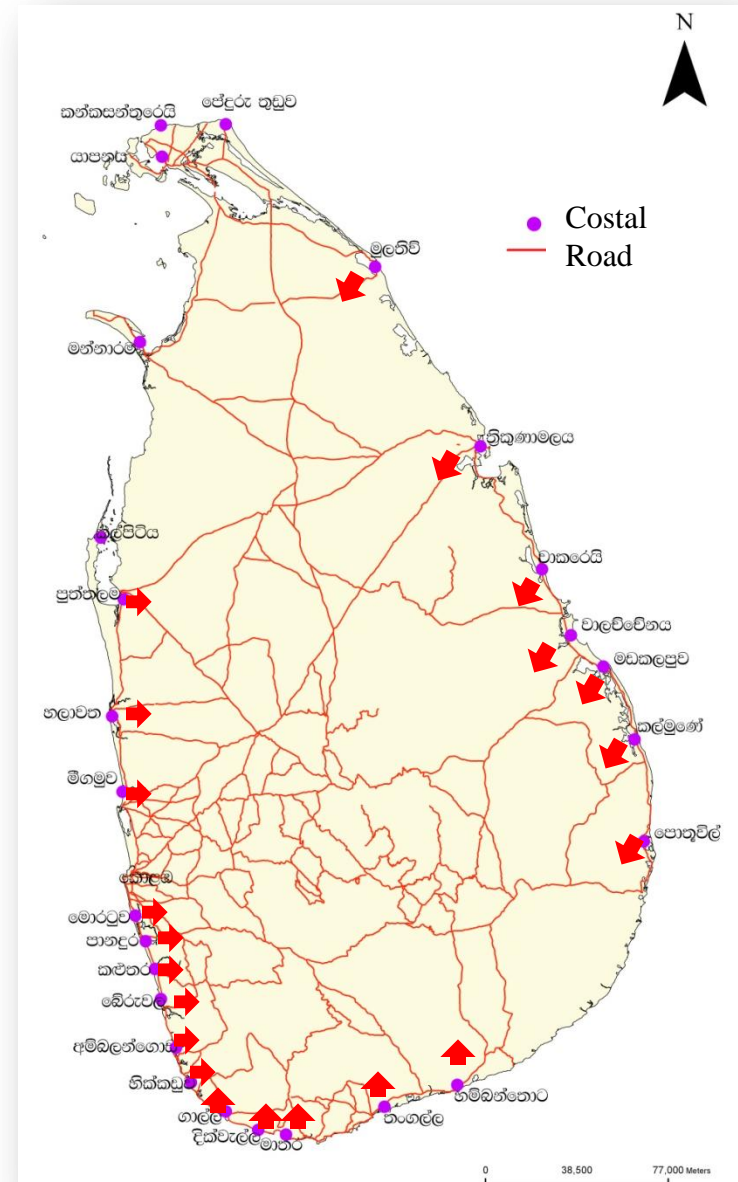 N
පේදුරු තුඩුව
කන්කසන්තුරෙයි
යාපනය
Costal
Road
මුලතිව්
මන්නාරම
ත්‍රිකුණාමලය
කල්පිටිය
වාකරෙයි
පුත්තලම
වාලච්චේනය
මඩකලපුව
හලාවත
කල්මුණේ
මීගමුව
පොතුවිල්
කොළඹ
මොරටුව
පානදුර
කළුතර
බේරුවල
අම්බලන්ගොඩ
හික්කඩුව
හම්බන්තොට
ගාල්ල
තංගල්ල
දික්වැල්ල
මාතර
0 38,500 77,000 Meters